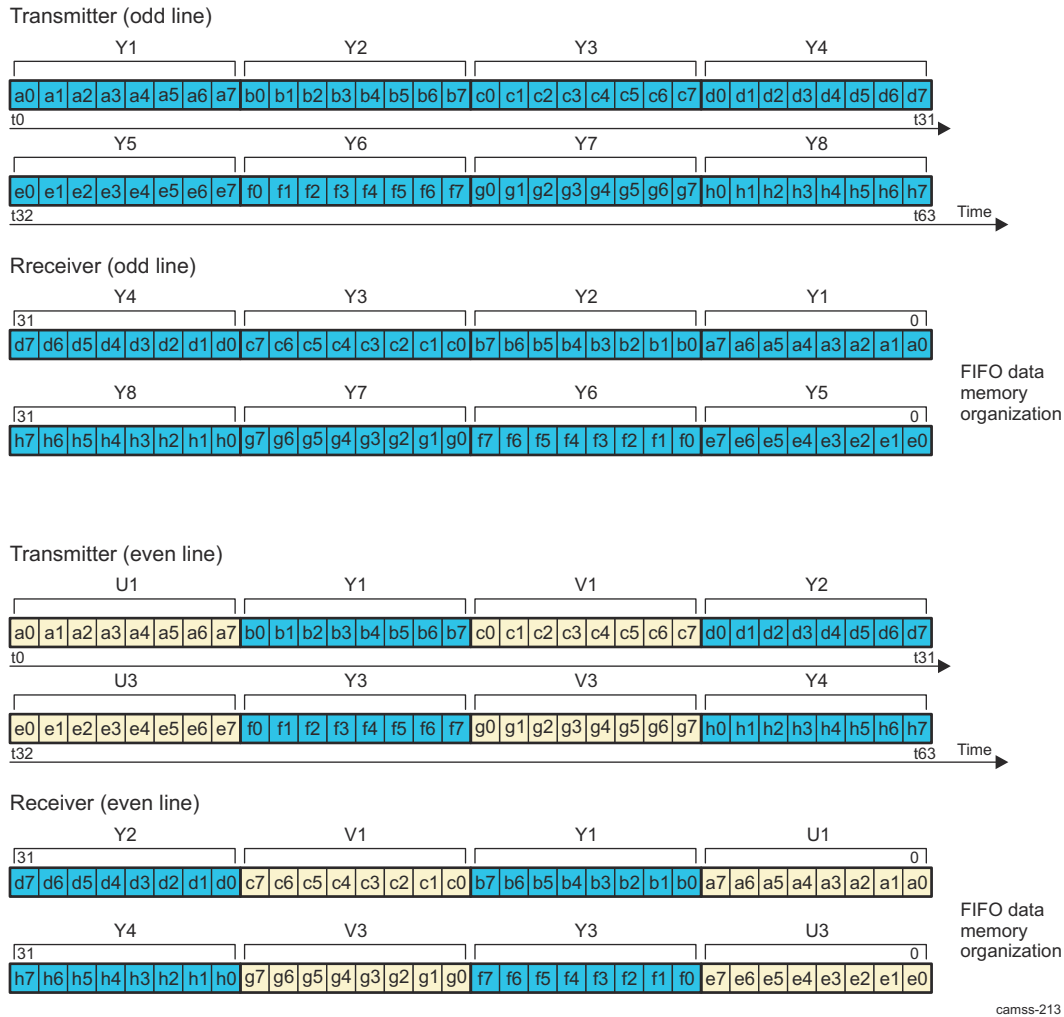 Transmitter (odd line)
Y1 Y2 Y3 Y4
a0 a1 a2 a3 a4 a5 a6 a7 b0 b1 b2 b3 b4 b5 b6 b7 c0 c1 c2 c3 c4 c5 c6 c7 d0 d1 d2 d3 d4 d5 d6 d7
t0 t31
Y5 Y6 Y7 Y8
e0 e1 e2 e3 e4 e5 e6 e7 f0 f1 f2 f3 f4 f5 f6 f7 g0 g1 g2 g3 g4 g5 g6 g7 h0 h1 h2 h3 h4 h5 h6 h7
t32 t63 Time
Rreceiver (odd line)
Y4 Y3 Y2 Y1
31 0
d7 d6 d5 d4 d3 d2 d1 d0 c7 c6 c5 c4 c3 c2 c1 c0 b7 b6 b5 b4 b3 b2 b1 b0 a7 a6 a5 a4 a3 a2 a1 a0
FIFO data
memory
organization
Y8 Y7 Y6 Y5
31 0
h7 h6 h5 h4 h3 h2 h1 h0 g7 g6 g5 g4 g3 g2 g1 g0 f7 f6 f5 f4 f3 f2 f1 f0 e7 e6 e5 e4 e3 e2 e1 e0
Transmitter (even line)
U1 Y1 V1 Y2
a0 a1 a2 a3 a4 a5 a6 a7 b0 b1 b2 b3 b4 b5 b6 b7 c0 c1 c2 c3 c4 c5 c6 c7 d0 d1 d2 d3 d4 d5 d6 d7
t0 t31
U3 Y3 V3 Y4
e0 e1 e2 e3 e4 e5 e6 e7 f0 f1 f2 f3 f4 f5 f6 f7 g0 g1 g2 g3 g4 g5 g6 g7 h0 h1 h2 h3 h4 h5 h6 h7
t32 t63 Time
Receiver (even line)
Y2 V1 Y1 U1
31 0
d7 d6 d5 d4 d3 d2 d1 d0 c7 c6 c5 c4 c3 c2 c1 c0 b7 b6 b5 b4 b3 b2 b1 b0 a7 a6 a5 a4 a3 a2 a1 a0
FIFO data
memory
organization
Y4 V3 Y3 U3
31 0
h7 h6 h5 h4 h3 h2 h1 h0 g7 g6 g5 g4 g3 g2 g1 g0 f7 f6 f5 f4 f3 f2 f1 f0 e7 e6 e5 e4 e3 e2 e1 e0
camss-213